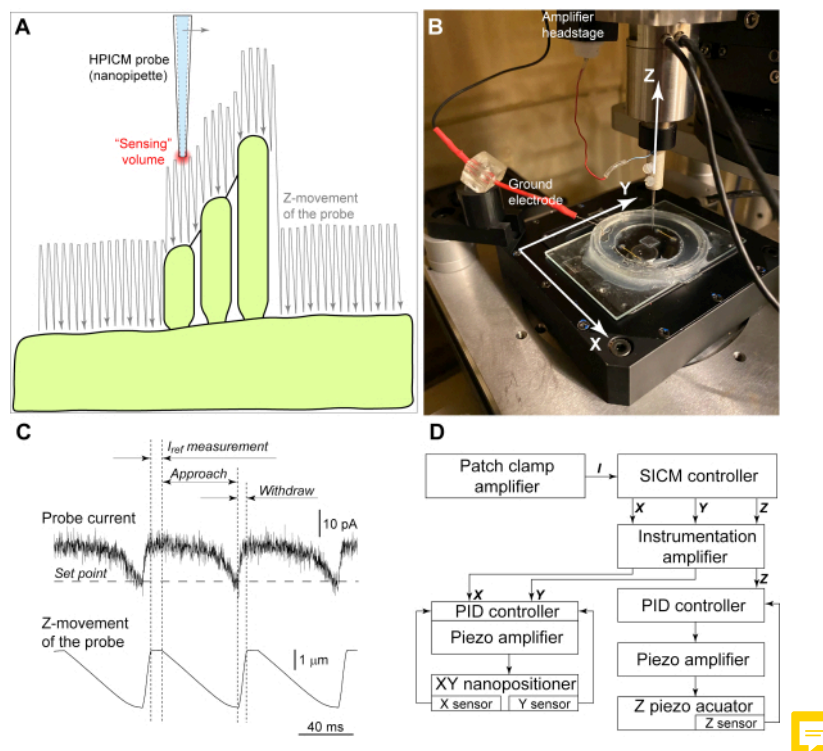 A
HPICM probe
(nanopipette)
"Sensing"
volume
Z-movement
of the probe
B
Amplifier
headstage
Z
Ground
electrode
Y
X
C
Iref measurement
Approach
Withdraw
Probe current
10 pA
Set point
Z-movement
of the probe
1 μm
40 ms
D
Patch clamp
amplifier
I
SICM controller
X
Y
Z
Instrumentation
amplifier
X
Y
Z
PID controller
Piezo amplifier
XY nanopositioner
X sensor
Y sensor
PID controller
Piezo amplifier
Z piezo acuator
Z sensor